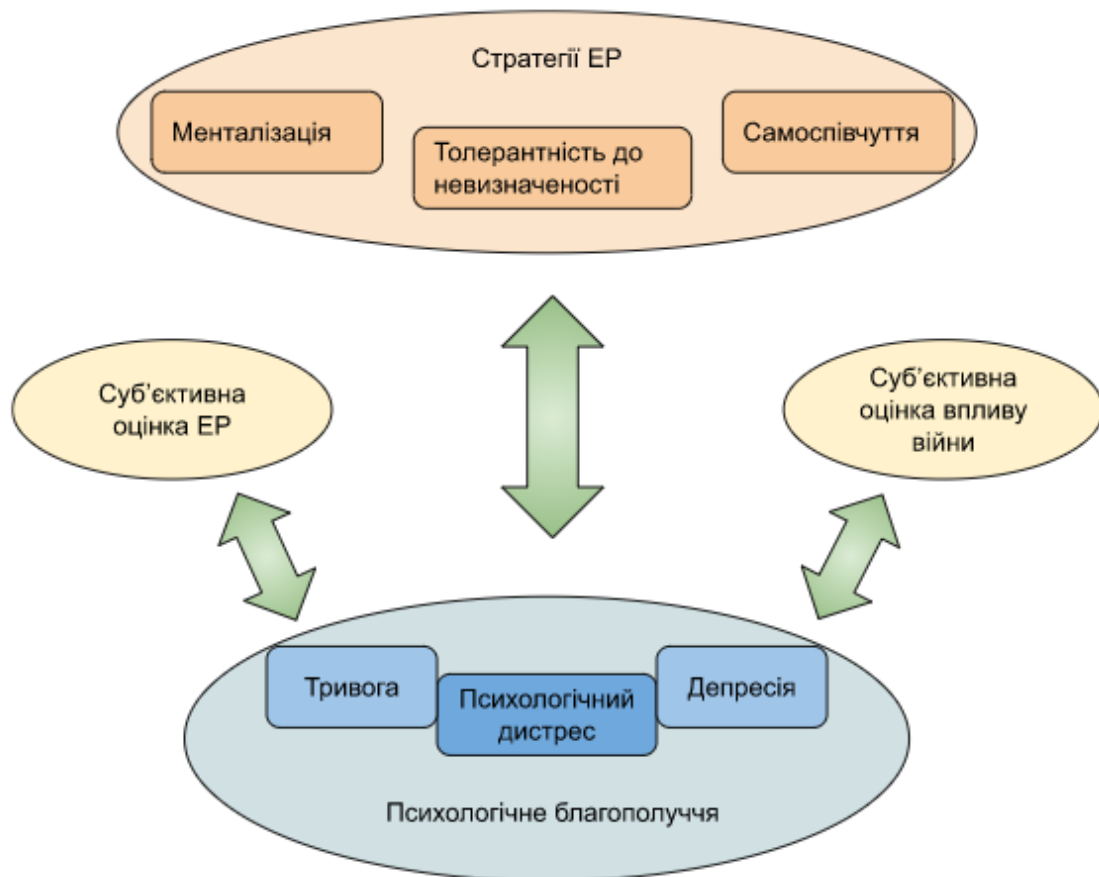 Стратегії ЕР
Менталізація
Толерантність до
невизначеності
Самоспівчуття
Суб’єктивна
оцінка ЕР
Суб’єктивна
оцінка впливу
війни
Тривога
Психологічний
дистрес
Депресія
Психологічне благополуччя